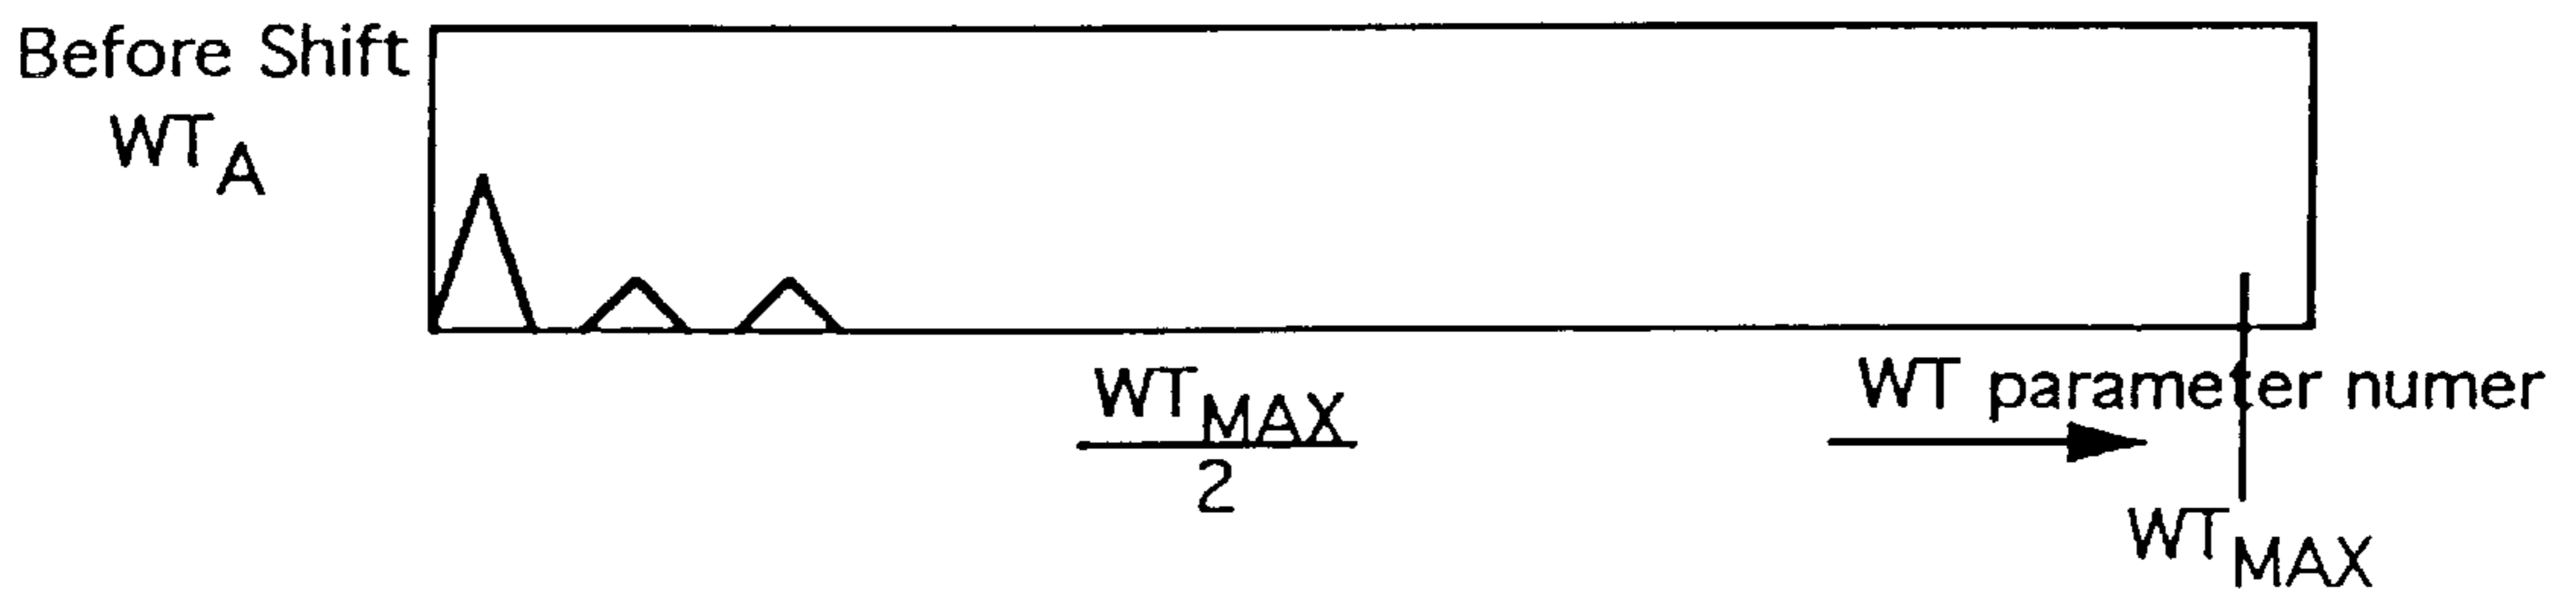 Before Shift
WTA
WTMAX
2
WT parameter numer
WTMAX